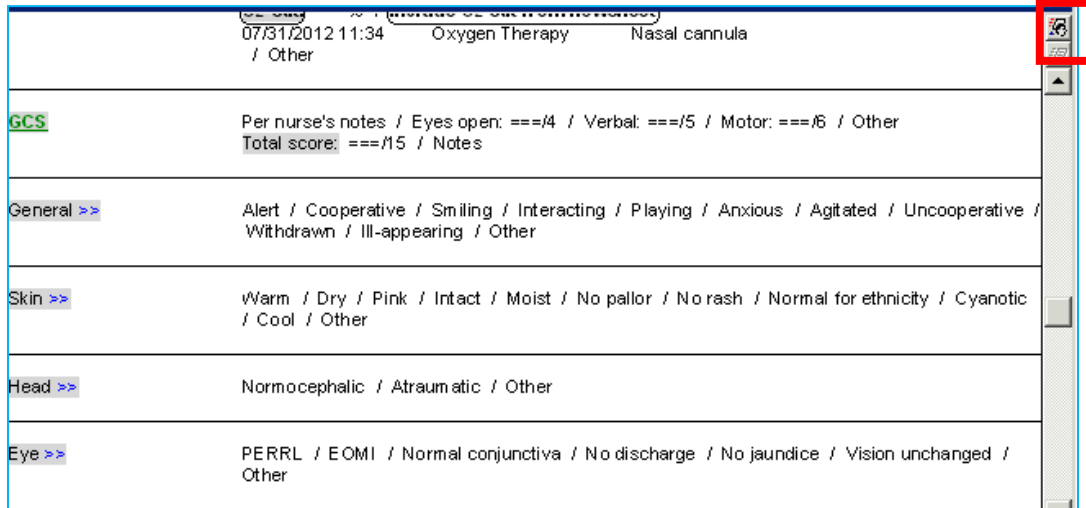 07/31/2012 11:34 Oxygen Therapy Nasal cannula
/ Other
GCS Per nurse's notes / Eyes open: ===/4 / Verbal: ===/5 / Motor: ===/6 / Other
Total score: ===/15 / Notes
General >> Alert / Cooperative / Smiling / Interacting / Playing / Anxious / Agitated / Uncooperative /
Withdrawn / Ill-appearing / Other
Skin >> Warm / Dry / Pink / Intact / Moist / No pallor / No rash / Normal for ethnicity / Cyanotic
/ Cool / Other
Head >> Normocephalic / Atraumatic / Other
Eye >> PERRL / EOMI / Normal conjunctiva / No discharge / No jaundice / Vision unchanged /
Other